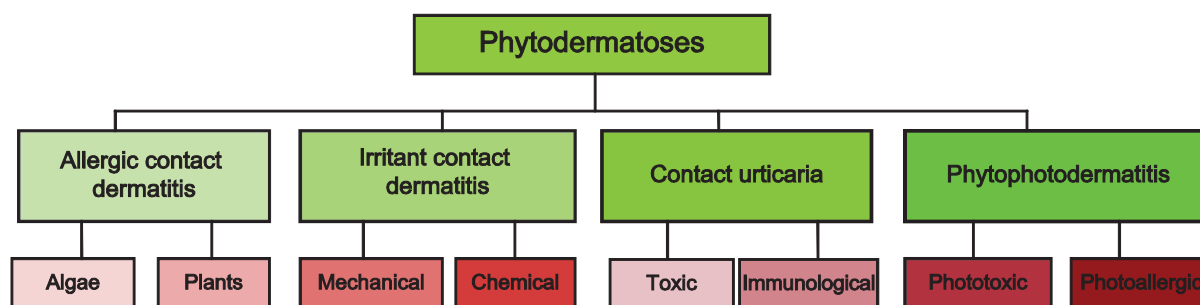 Phytodermatoses
Allergic contact
dermatitis
Irritant contact
dermatitis
Contact urticaria
Phytophotodermatitis
Algae
Plants
Mechanical
Chemical
Toxic
Immunological
Phototoxic
Photoallergic